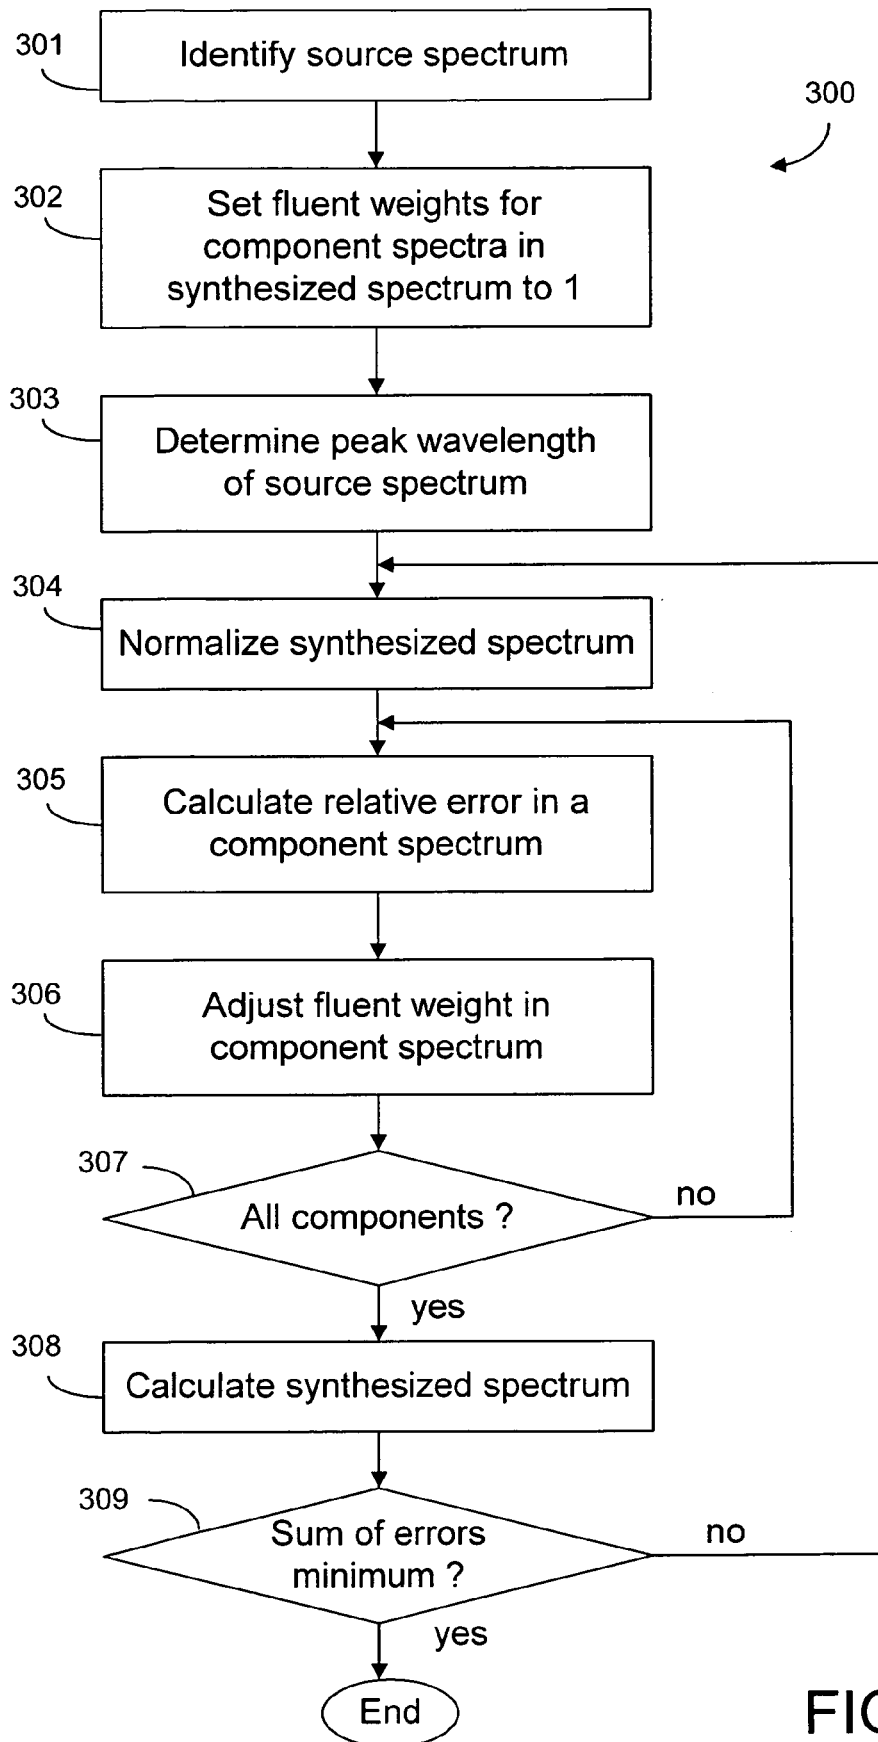 301
Identify source spectrum
300
302
Set fluent weights for
component spectra in
synthesized spectrum to 1
303
Determine peak wavelength
of source spectrum
304
Normalize synthesized spectrum
305
Calculate relative error in a
component spectrum
306
Adjust fluent weight in
component spectrum
307
All components ?
no
yes
308
Calculate synthesized spectrum
309
Sum of errors
minimum ?
no
yes
End